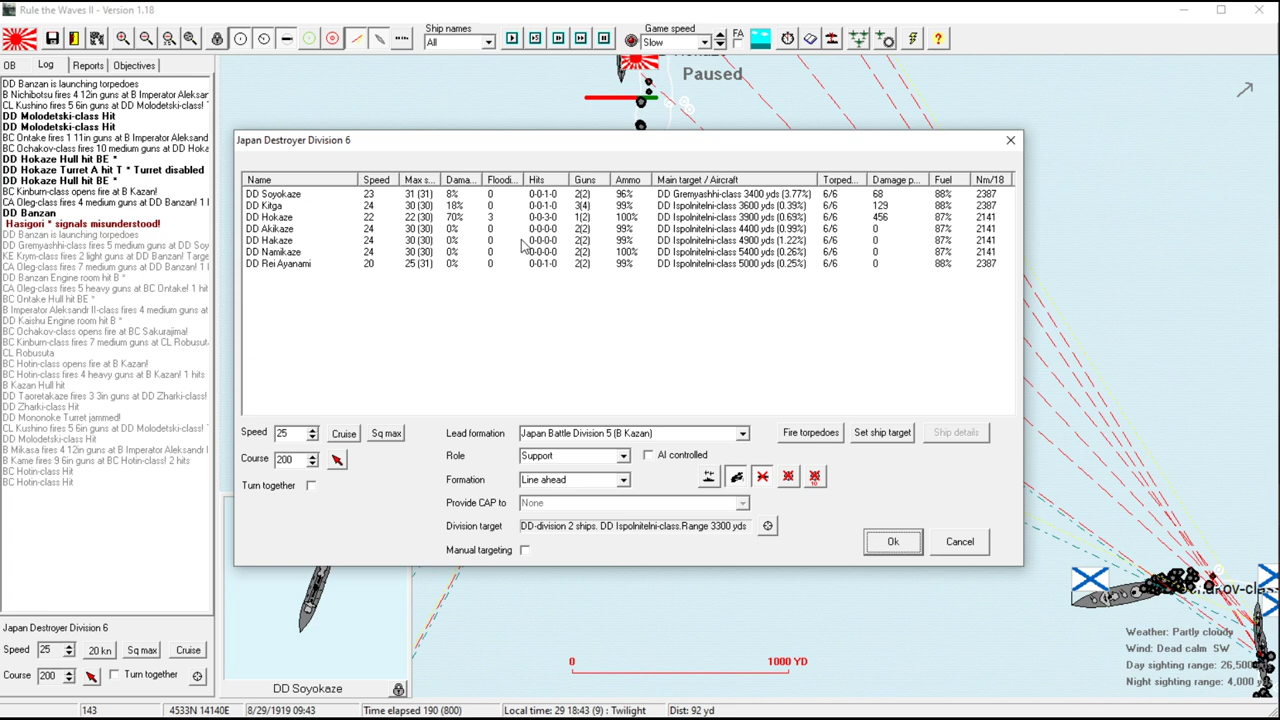 Rule the Waves II - Version 1.18
Ship names
All
Game speed
Slow
FA
OB Log Reports Objectives
DD Banzan is launching torpedoes
B Nichibotsu fires 4 12in guns at B Imperator Aleksar
CL Kushino fires 5 6in guns at DD Molodetski-class!
DD Molodetski-class Hit
DD Molodetski-class Hit
BC Ontake fires 1 11in guns at B Imperator Aleksand
BC Ochakov-class fires 10 medium guns at DD Hoka
DD Hokaze Hull hit BE *
DD Hokaze Turret A hit T * Turret disabled
DD Hokaze Hull hit BE *
BC Kinburn-class opens fire at B Kazan!
CA Oleg-class fires 7 medium guns at DD Banzan! 1
DD Banzan
Hasigori * signals misunderstood!
DD Banzan is launching torpedoes
DD Gremyashhi-class fires 5 medium guns at DD Soy
KE Krym-class fires 2 light guns at DD Banzan! Target
CA Oleg-class fires 7 medium guns at DD Banzan! 1
DD Banzan Engine room hit B *
CA Oleg-class fires 5 heavy guns at BC Ontake! 1 hit
BC Ontake Hull hit BE *
B Imperator Aleksandr II-class fires 4 medium guns at
DD Kaishu Engine room hit B *
BC Ochakov-class opens fire at BC Sakurajima!
BC Kinburn-class fires 7 medium guns at CL Robusut
CL Robusuta
BC Hotin-class opens fire at B Kazan!
BC Hotin-class fires 4 heavy guns at B Kazan! 1 hits
B Kazan Hull hit
DD Taoretakaze fires 3 3in guns at DD Zharki-class!
DD Zharki-class Hit
DD Mononoke Turret jammed!
CL Kushino fires 5 6in guns at DD Molodetski-class!
DD Molodetski-class Hit
B Mikasa fires 4 12in guns at B Imperator Aleksandr I
B Kame fires 9 6in guns at BC Hotin-class! 2 hits
BC Hotin-class Hit
BC Hotin-class Hit
Japan Destroyer Division 6
Speed 25 20 kn Sq max Cruise
Course 200 Turn together
Paused
Japan Destroyer Division 6
Name Speed Max s... Dama... Floodi... Hits Guns Ammo Main target / Aircraft Torped... Damage p... Fuel Nm/18
DD Soyokaze 23 31 (31) 8% 0 0-0-1-0 2(2) 96% DD Gremyashhi-class 3400 yds (3.77%) 6/6 68 88% 2387
DD Kitga 24 30 (30) 18% 0 0-0-1-0 3(4) 99% DD Ispolnitelni-class 3600 yds (0.39%) 6/6 129 88% 2387
DD Hokaze 22 22 (30) 70% 0 0-0-3-0 1(2) 100% DD Ispolnitelni-class 3900 yds (0.69%) 6/6 456 87% 2141
DD Akikaze 24 30 (30) 0% 0 0-0-0-0 2(2) 99% DD Ispolnitelni-class 4400 yds (0.99%) 6/6 0 87% 2141
DD Hakaze 24 30 (30) 0% 0 0-0-0-0 2(2) 99% DD Ispolnitelni-class 4900 yds (1.22%) 6/6 0 87% 2141
DD Namikaze 24 30 (30) 0% 0 0-0-0-0 2(2) 100% DD Ispolnitelni-class 5400 yds (0.26%) 6/6 0 87% 2141
DD Rei Ayanami 20 25 (31) 0% 0 0-0-1-0 2(2) 99% DD Ispolnitelni-class 5000 yds (0.25%) 6/6 0 88% 2387
Speed 25 Cruise Sq max
Course 200
Turn together
Lead formation Japan Battle Division 5 (B Kazan)
Fire torpedoes Set ship target Ship details
Role Support AI controlled
Formation Line ahead
10
Provide CAP to None
Division target DD-division 2 ships. DD Ispolnitelni-class.Range 3300 yds
Manual targeting
Ok Cancel
0 1000 YD
Weather: Partly cloudy
Wind: Dead calm SW
Day sighting range: 26,500
Night sighting range: 4,000
DD Soyokaze
143 4533N 14140E 8/29/1919 09:43 Time elapsed 190 (800) Local time: 29 18:43 (9) : Twilight Dist: 92 yd